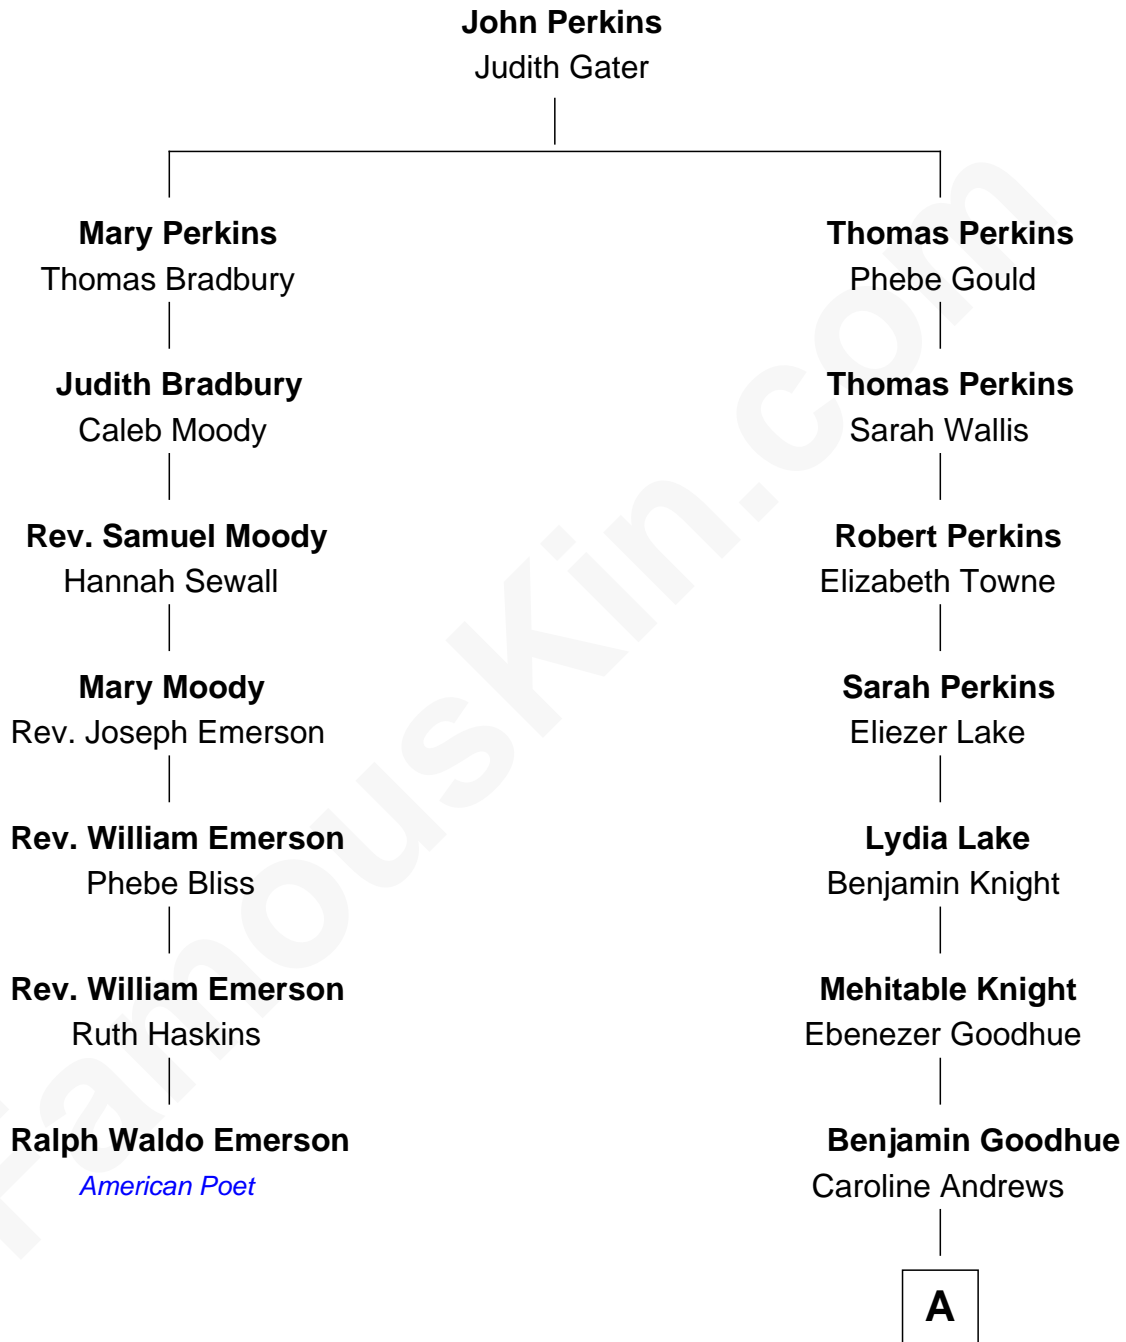 John Perkins
Judith Gater
Mary Perkins
Thomas Bradbury
Thomas Perkins
Phebe Gould
Judith Bradbury
Caleb Moody
Thomas Perkins
Sarah Wallis
Rev. Samuel Moody
Hannah Sewall
Robert Perkins
Elizabeth Towne
Mary Moody
Rev. Joseph Emerson
Sarah Perkins
Eliezer Lake
Rev. William Emerson
Phebe Bliss
Lydia Lake
Benjamin Knight
Rev. William Emerson
Ruth Haskins
Mehitable Knight
Ebenezer Goodhue
Ralph Waldo Emerson
American Poet
Benjamin Goodhue
Caroline Andrews
A
FamousKin.com